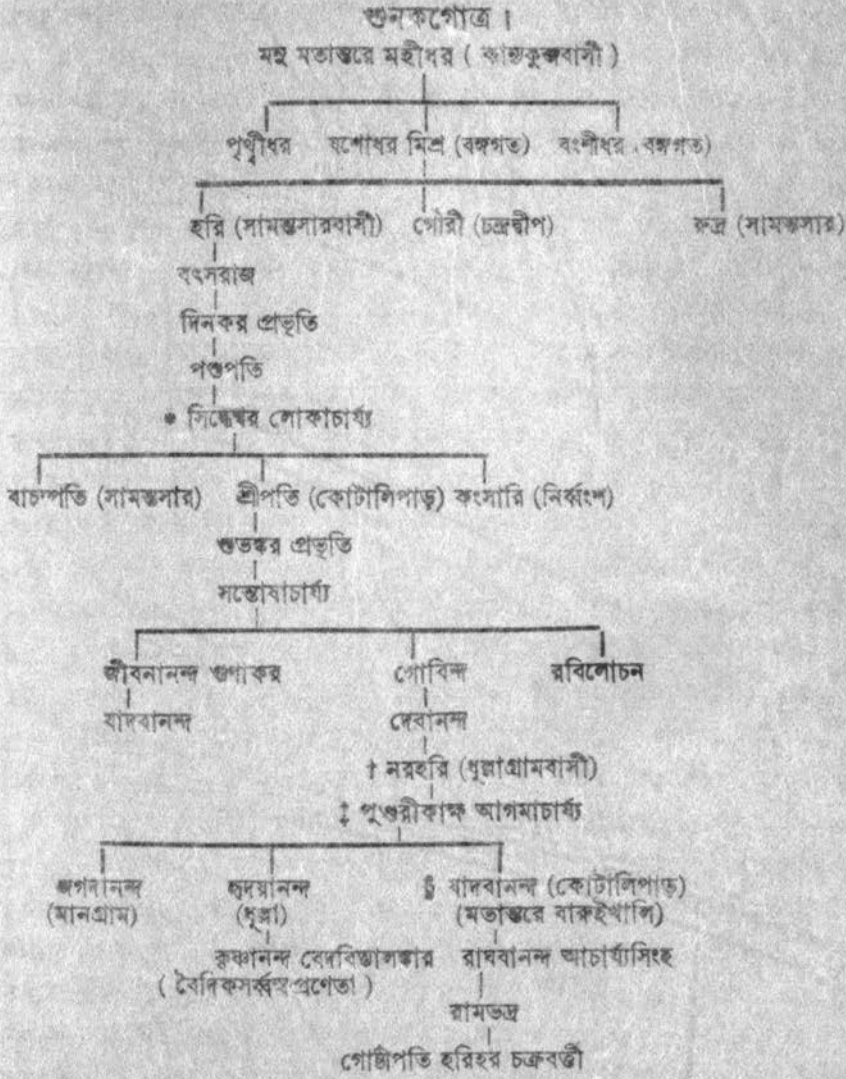 শুনকগোত্র ।
মধু মতান্তরে মহীধর ( কান্যকুব্জবাসী )
পৃথ্বীধর যশোধর মিশ্র (বঙ্গগত) বংশীধর (বঙ্গগত)
হরি (সামন্তসারবাসী) গৌরী (চন্দ্রদ্বীপ) রুদ্র (সামন্তসার)
বৎসরাজ
দিনকর প্রভৃতি
পশুপতি
* সিদ্ধেশ্বর লোকাচার্য্য
বাচস্পতি (সামন্তসার) শ্রীপতি (কোটালিপাড়) কংসারি (নির্ব্বংশ)
শুভঙ্কর প্রভৃতি
সন্তোষাচার্য্য
জীবনানন্দ গুণাকর গোবিন্দ রবিলোচন
যাদবানন্দ দেবানন্দ
† নরহরি (ধুল্লাগ্রামবাসী)
‡ পুণ্ডরীকাক্ষ আগমাচার্য্য
জগদানন্দ হৃদয়ানন্দ § যাদবানন্দ (কোটালিপাড়)
(মানগ্রাম) (ধুল্লা) (মতান্তরে বারুইখালি)
কৃষ্ণানন্দ বেদবিদ্যালঙ্কার রাঘবানন্দ আচার্য্যসিংহ
( বৈদিকসর্ব্বস্ব প্রণেতা )
রামভদ্র
গোষ্ঠীপতি হরিহর চক্রবর্ত্তী